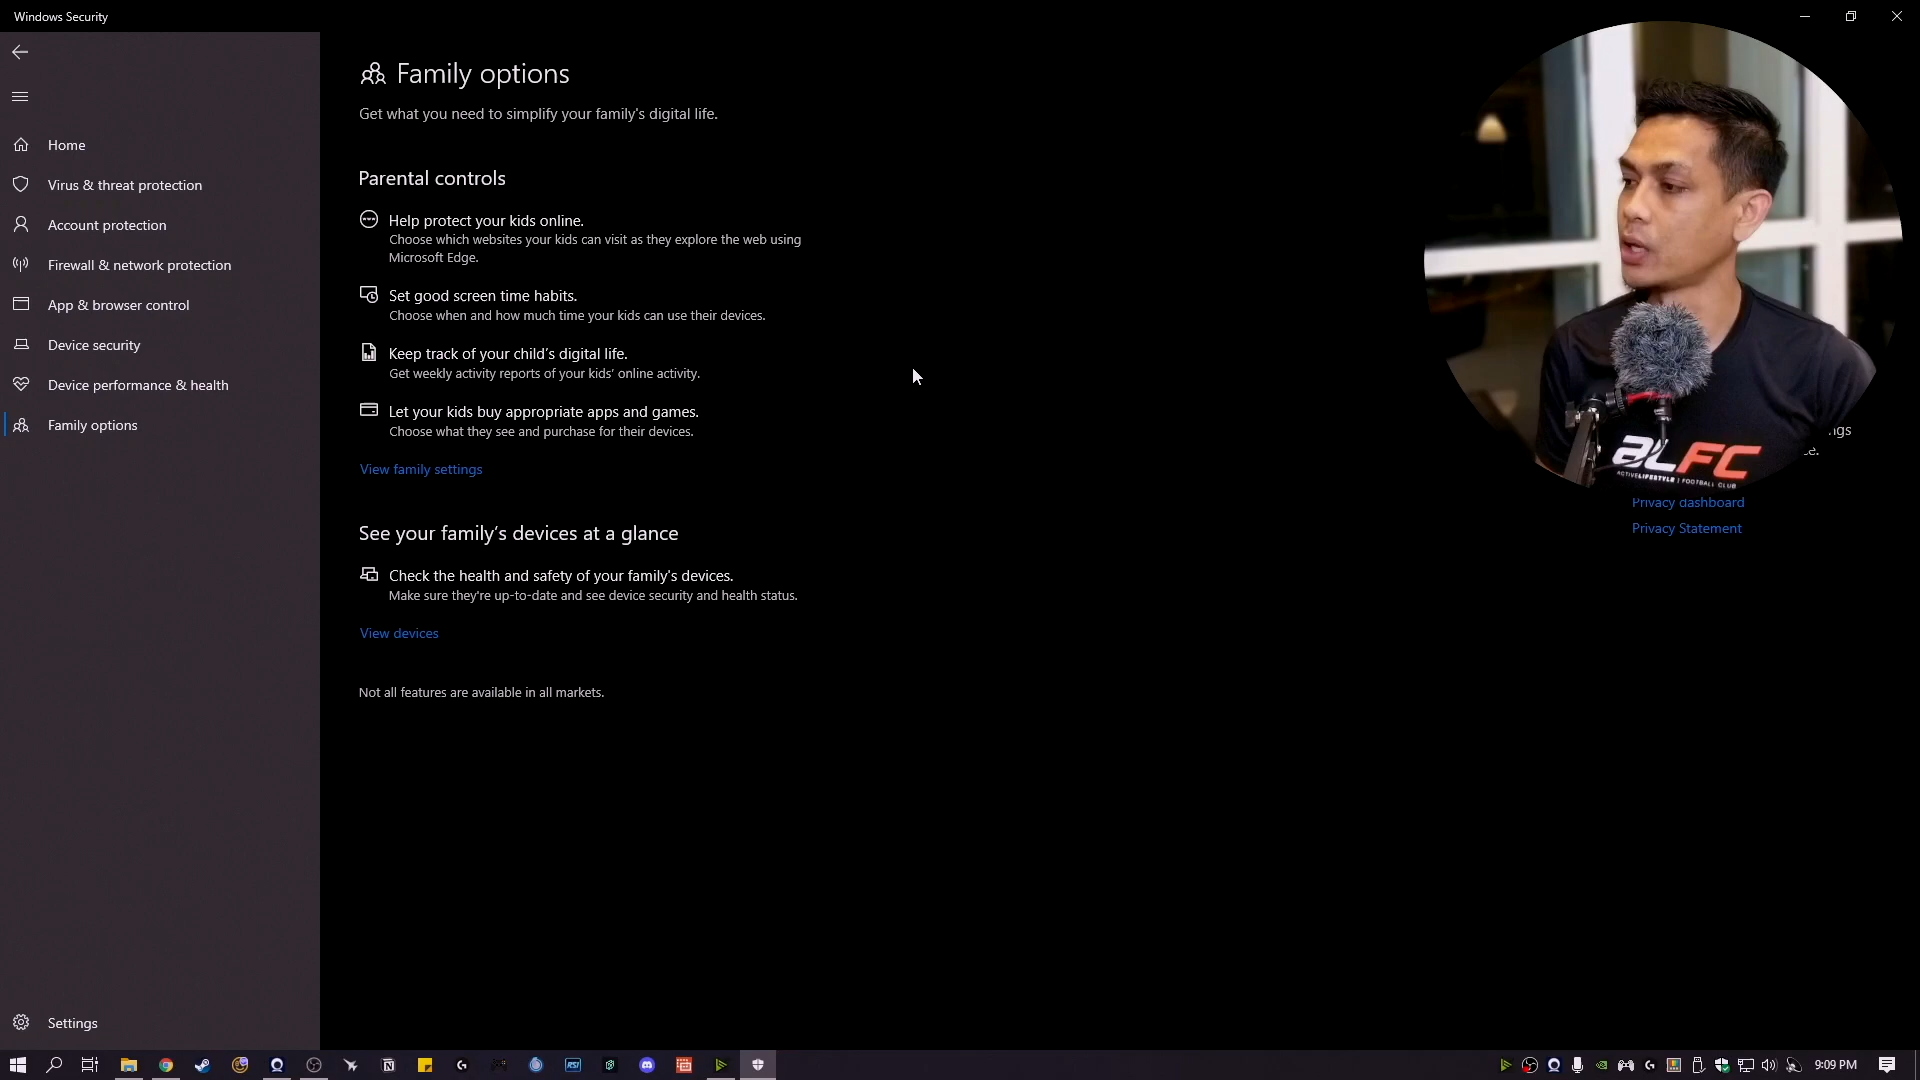 Windows Security
Family options
Get what you need to simplify your family's digital life.
Home
Virus & threat protection
Account protection
Firewall & network protection
App & browser control
Device security
Device performance & health
Family options
Settings
Parental controls
Help protect your kids online.
Choose which websites your kids can visit as they explore the web using
Microsoft Edge.
Set good screen time habits.
Choose when and how much time your kids can use their devices.
Keep track of your child’s digital life.
Get weekly activity reports of your kids’ online activity.
Let your kids buy appropriate apps and games.
Choose what they see and purchase for their devices.
View family settings
See your family’s devices at a glance
Check the health and safety of your family's devices.
Make sure they're up-to-date and see device security and health status.
View devices
Not all features are available in all markets.
ALFC
ACTIVELIFESTYLE | FOOTBALL CLUB
Privacy dashboard
Privacy Statement
RSI
9:09 PM